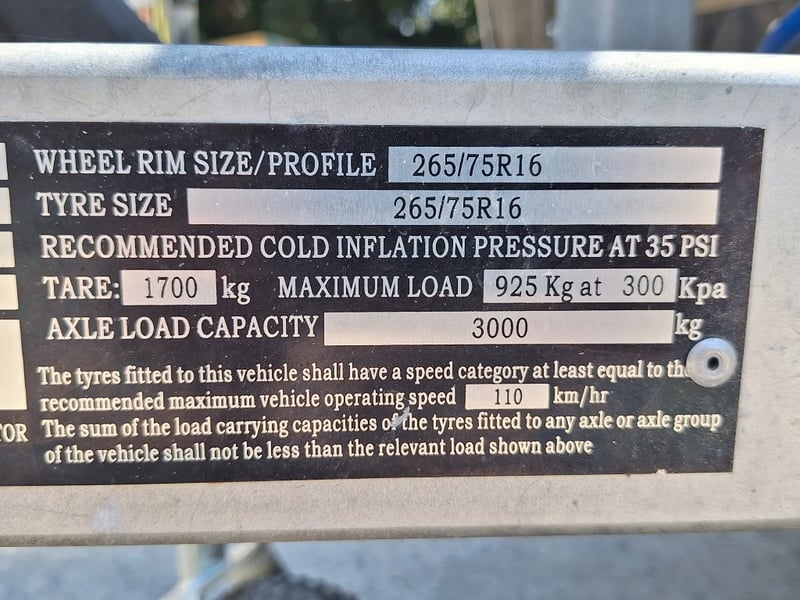 WHEEL RIM SIZE/PROFILE 265/75R16
TYRE SIZE 265/75R16
RECOMMENDED COLD INFLATION PRESSURE AT 35 PSI
TARE: 1700 kg MAXIMUM LOAD 925 Kg at 300 Kpa
AXLE LOAD CAPACITY 3000 kg
The tyres fitted to this vehicle shall have a speed category at least equal to the
recommended maximum vehicle operating speed 110 km/hr
TOR The sum of the load carrying capacities of the tyres fitted to any axle or axle group
of the vehicle shall not be less than the relevant load shown above